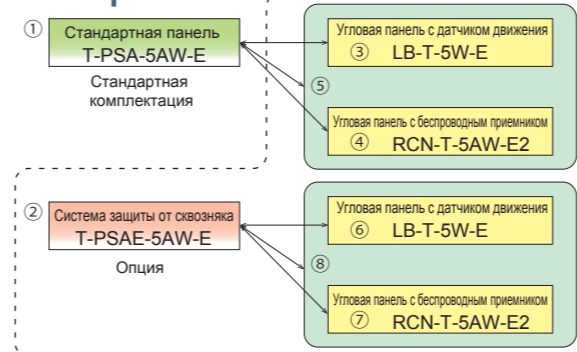 ① Стандартная панель
T-PSA-5AW-E
Стандартная
комплектация
Угловая панель с датчиком движения
③ LB-T-5W-E
⑤
Угловая панель с беспроводным приемником
④ RCN-T-5AW-E2
② Система защиты от сквозняка
T-PSAE-5AW-E
Опция
Угловая панель с датчиком движения
⑥ LB-T-5W-E
⑧
Угловая панель с беспроводным приемником
⑦ RCN-T-5AW-E2